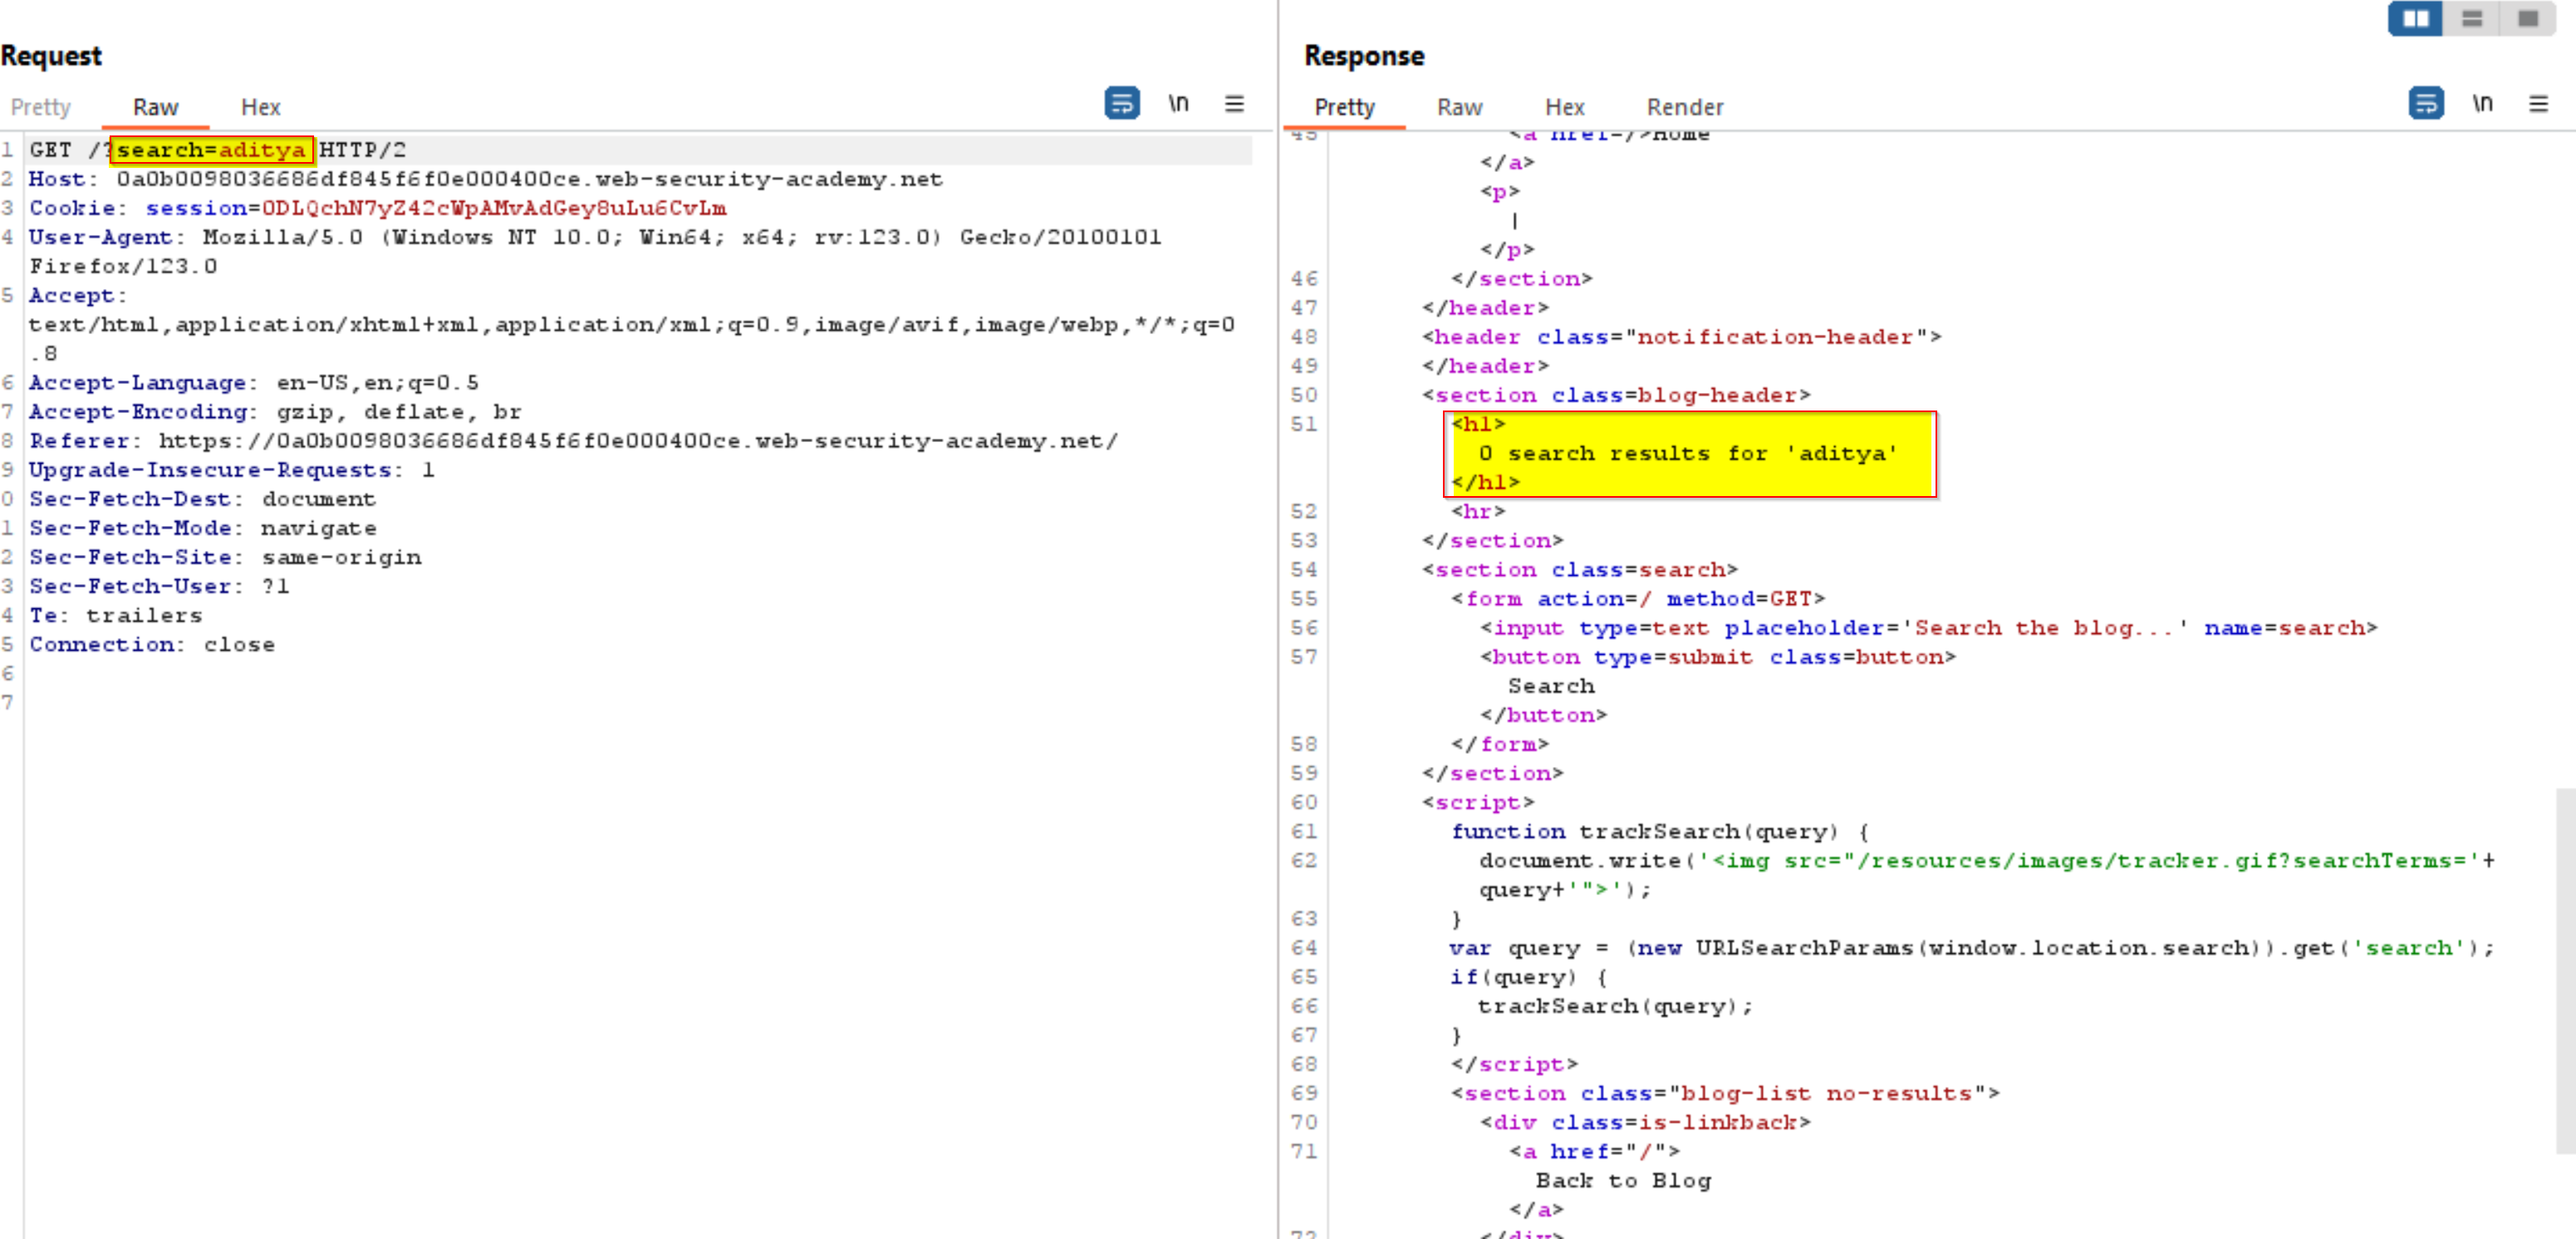 Request
Pretty Raw Hex \n
1 GET /?search=aditya HTTP/2
2 Host: 0a0b0098036686df845f6f0e000400ce.web-security-academy.net
3 Cookie: session=ODLQchN7yZ42cWpAMvAdGey8uLu6CvLm
4 User-Agent: Mozilla/5.0 (Windows NT 10.0; Win64; x64; rv:123.0) Gecko/20100101
Firefox/123.0
5 Accept:
text/html,application/xhtml+xml,application/xml;q=0.9,image/avif,image/webp,*/*;q=0
.8
6 Accept-Language: en-US,en;q=0.5
7 Accept-Encoding: gzip, deflate, br
8 Referer: https://0a0b0098036686df845f6f0e000400ce.web-security-academy.net/
9 Upgrade-Insecure-Requests: 1
0 Sec-Fetch-Dest: document
1 Sec-Fetch-Mode: navigate
2 Sec-Fetch-Site: same-origin
3 Sec-Fetch-User: ?1
4 Te: trailers
5 Connection: close
6
7
Response
Pretty Raw Hex Render \n
45 <a href=/>Home
</a>
<p>
|
</p>
46 </section>
47 </header>
48 <header class="notification-header">
49 </header>
50 <section class=blog-header>
51 <h1>
0 search results for 'aditya'
</h1>
52 <hr>
53 </section>
54 <section class=search>
55 <form action=/ method=GET>
56 <input type=text placeholder='Search the blog...' name=search>
57 <button type=submit class=button>
Search
</button>
58 </form>
59 </section>
60 <script>
61 function trackSearch(query) {
62 document.write('<img src="/resources/images/tracker.gif?searchTerms='+
query+'">');
63 }
64 var query = (new URLSearchParams(window.location.search)).get('search');
65 if(query) {
66 trackSearch(query);
67 }
68 </script>
69 <section class="blog-list no-results">
70 <div class=is-linkback>
71 <a href="/">
Back to Blog
</a>
72 </div>